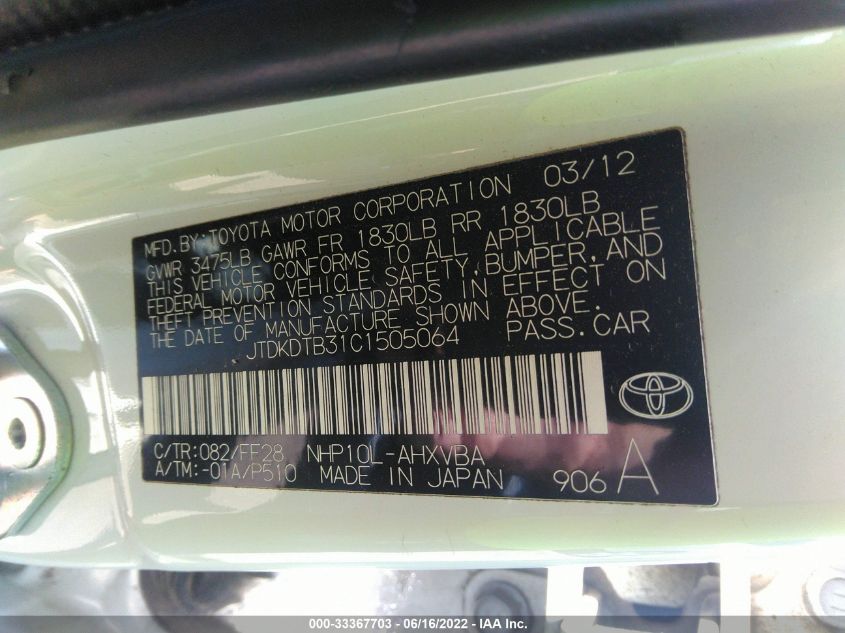 MFD.BY:TOYOTA MOTOR CORPORATION 03/12
GVWR 3475LB GAWR FR 1830LB RR 1830LB
THIS VEHICLE CONFORMS TO ALL APPLICABLE
FEDERAL MOTOR VEHICLE SAFETY,BUMPER,AND
THEFT PREVENTION STANDARDS IN EFFECT ON
THE DATE OF MANUFACTURE SHOWN ABOVE.
JTDKDTB31C1505064 PASS.CAR
C/TR:082/FF28 NHP10L-AHXVBA
A/TM:-01A/P510 MADE IN JAPAN 906 A
000-33367703 - 06/16/2022 - IAA Inc.